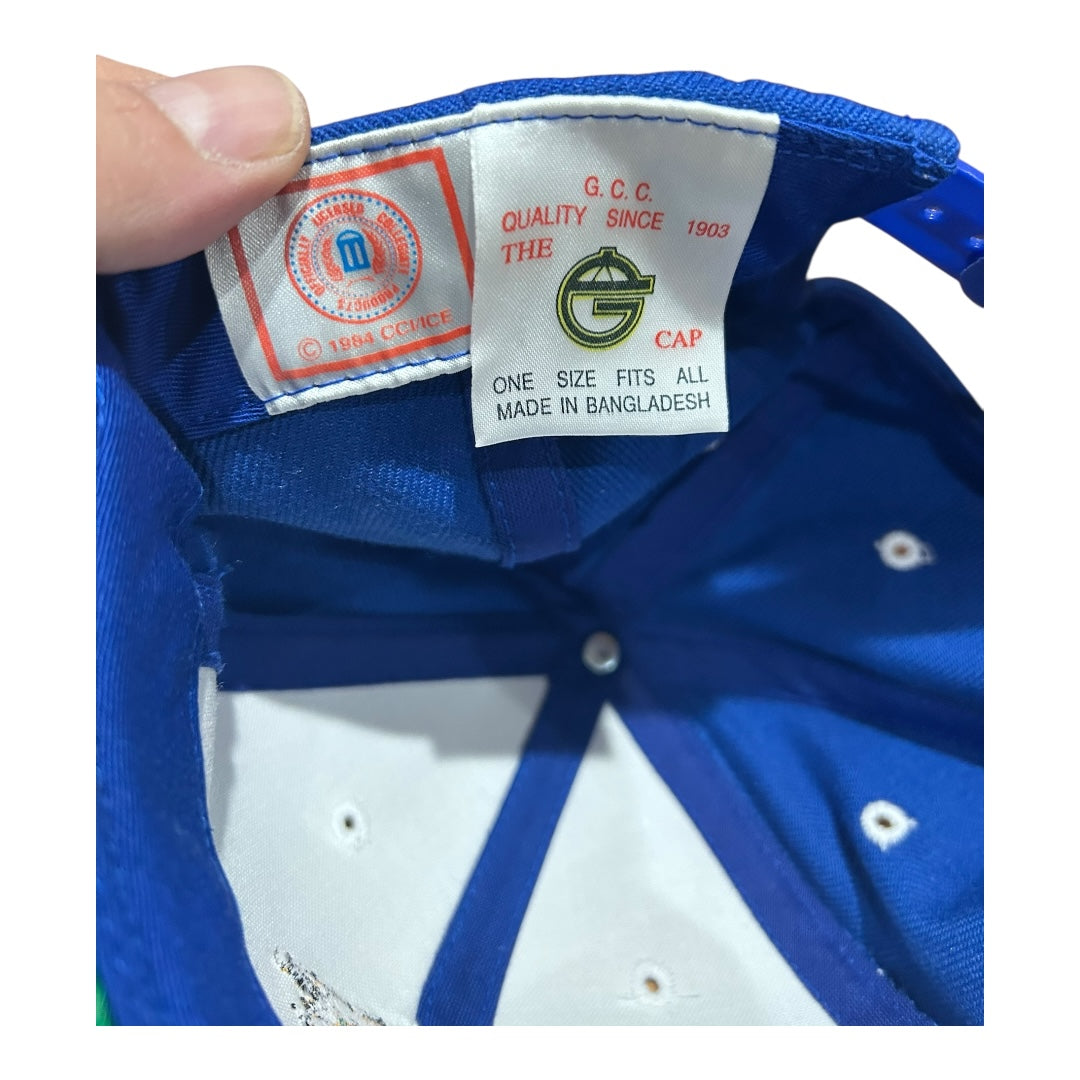 OFFICIALLY LICENSED COLLEGIATE PRODUCTS
© 1984 CCI/ICE
G. C. C.
QUALITY SINCE 1903
THE
G
CAP
ONE SIZE FITS ALL
MADE IN BANGLADESH